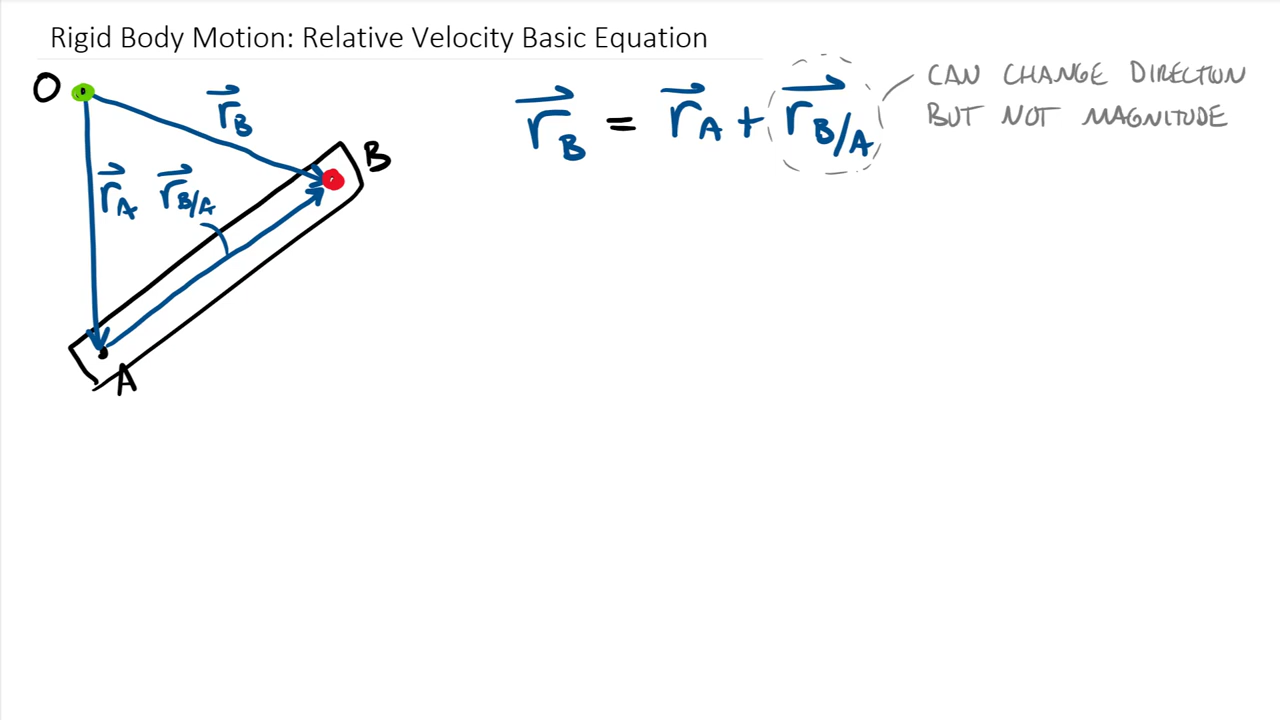 Rigid Body Motion: Relative Velocity Basic Equation
O
r⃗B
r⃗A
r⃗B/A
B
A
r⃗B = r⃗A + r⃗B/A
CAN CHANGE DIRECTION
BUT NOT MAGNITUDE